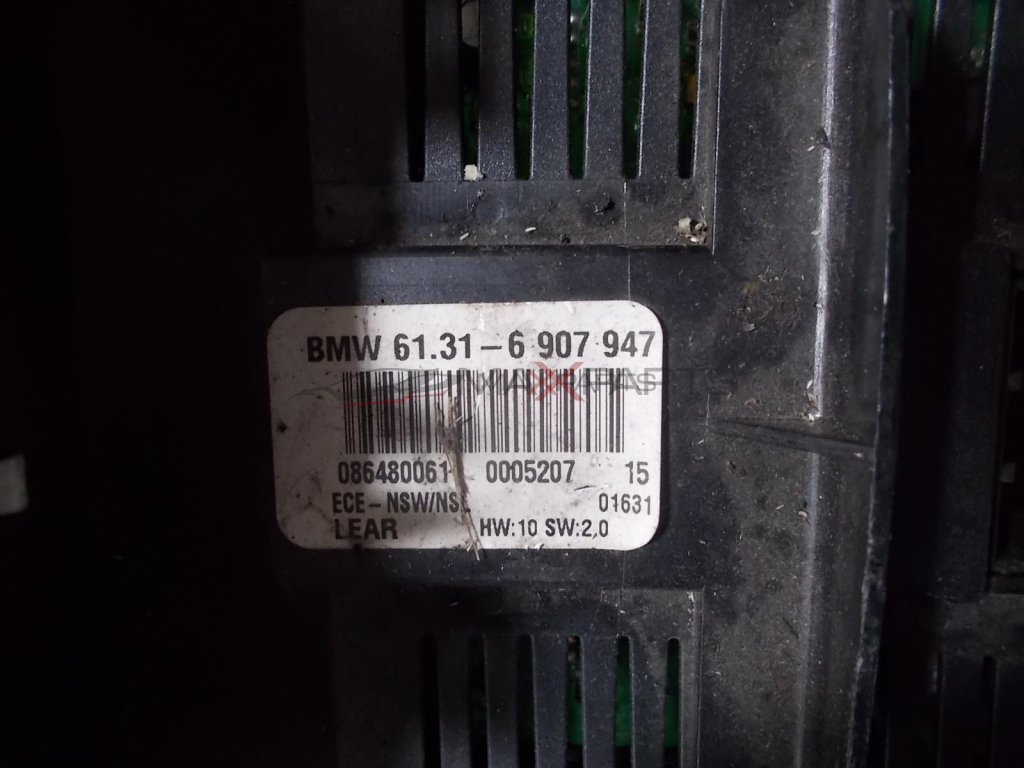 BMW 61.31-6 907 947
086480061 0005207 15
ECE-NSW/NSL 01631
LEAR HW:10 SW:2.0